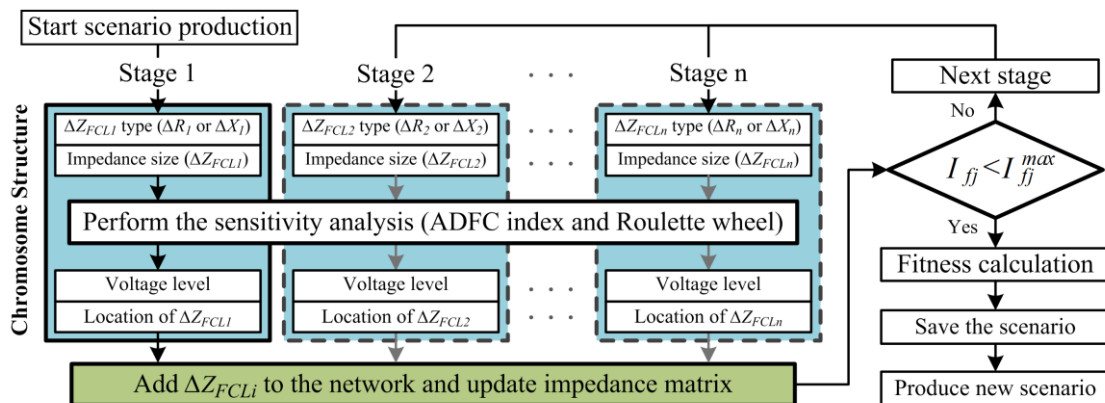 Start scenario production
Stage 1
Stage 2
. . .
Stage n
Next stage
Chromosome Structure
ΔZFCL1 type (ΔR1 or ΔX1)
Impedance size (ΔZFCL1)
ΔZFCL2 type (ΔR2 or ΔX2)
Impedance size (ΔZFCL2)
. . .
. . .
ΔZFCLn type (ΔRn or ΔXn)
Impedance size (ΔZFCLn)
No
I fj < I fj max
Yes
Perform the sensitivity analysis (ADFC index and Roulette wheel)
Voltage level
Location of ΔZFCL1
Voltage level
Location of ΔZFCL2
. . .
. . .
Voltage level
Location of ΔZFCLn
Add ΔZFCLi to the network and update impedance matrix
Fitness calculation
Save the scenario
Produce new scenario